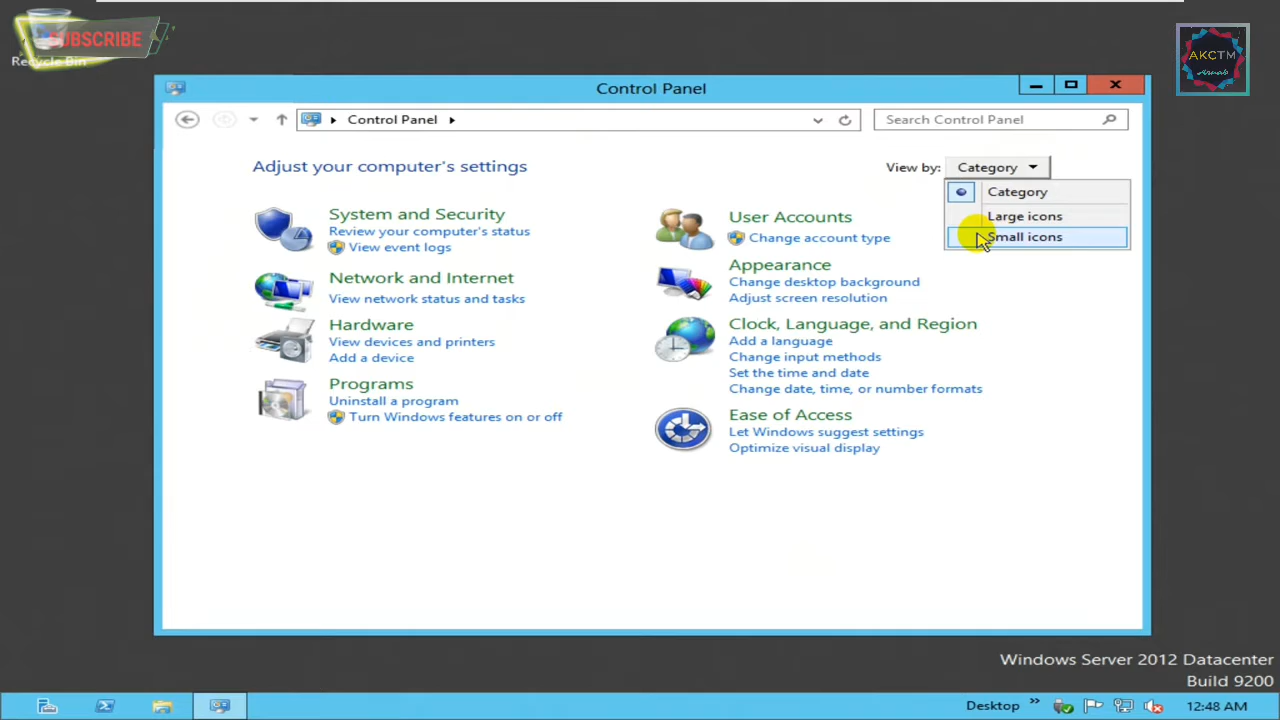 SUBSCRIBE
Recycle Bin
AKCTM
Arnab
Control Panel
Control Panel
Search Control Panel
Adjust your computer's settings
View by: Category
Category
Large icons
Small icons
System and Security
Review your computer's status
View event logs
Network and Internet
View network status and tasks
Hardware
View devices and printers
Add a device
Programs
Uninstall a program
Turn Windows features on or off
User Accounts
Change account type
Appearance
Change desktop background
Adjust screen resolution
Clock, Language, and Region
Add a language
Change input methods
Set the time and date
Change date, time, or number formats
Ease of Access
Let Windows suggest settings
Optimize visual display
Windows Server 2012 Datacenter
Build 9200
Desktop
12:48 AM